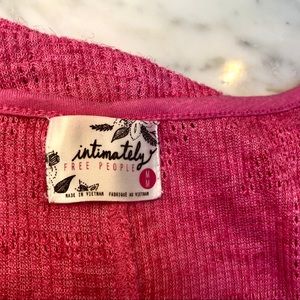 intimately
FREE PEOPLE
M
MADE IN VIETNAM FABRIQUÉ AU VIETNAM